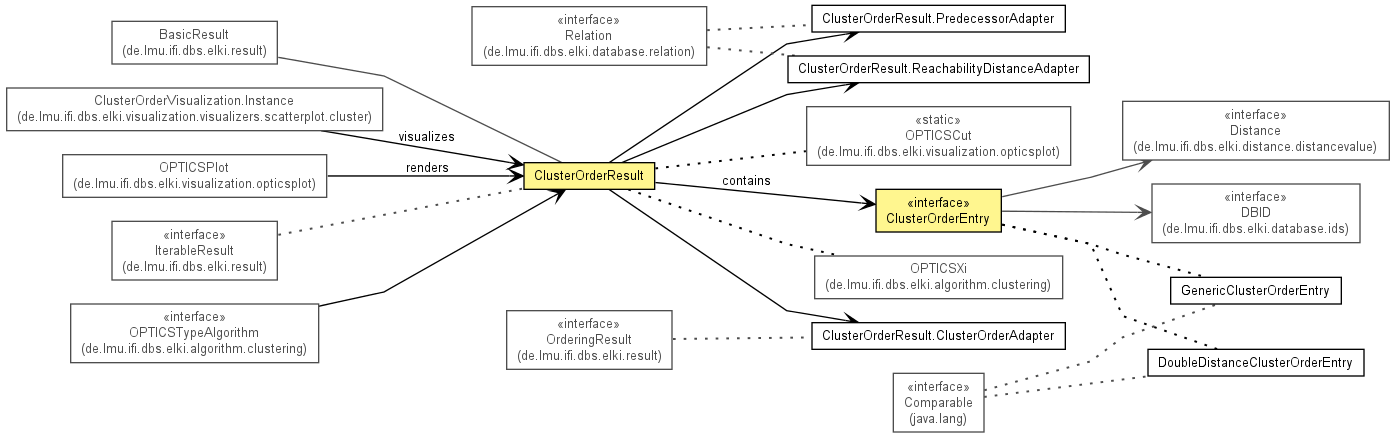 BasicResult
(de.lmu.ifi.dbs.elki.result)
ClusterOrderVisualization.Instance
(de.lmu.ifi.dbs.elki.visualization.visualizers.scatterplot.cluster)
OPTICSPlot
(de.lmu.ifi.dbs.elki.visualization.opticsplot)
«interface»
IterableResult
(de.lmu.ifi.dbs.elki.result)
«interface»
OPTICSTypeAlgorithm
(de.lmu.ifi.dbs.elki.algorithm.clustering)
visualizes
renders
«interface»
Relation
(de.lmu.ifi.dbs.elki.database.relation)
ClusterOrderResult
«interface»
OrderingResult
(de.lmu.ifi.dbs.elki.result)
contains
ClusterOrderResult.PredecessorAdapter
ClusterOrderResult.ReachabilityDistanceAdapter
«static»
OPTICSCut
(de.lmu.ifi.dbs.elki.visualization.opticsplot)
«interface»
ClusterOrderEntry
OPTICSXi
(de.lmu.ifi.dbs.elki.algorithm.clustering)
ClusterOrderResult.ClusterOrderAdapter
«interface»
Comparable
(java.lang)
«interface»
Distance
(de.lmu.ifi.dbs.elki.distance.distancevalue)
«interface»
DBID
(de.lmu.ifi.dbs.elki.database.ids)
GenericClusterOrderEntry
DoubleDistanceClusterOrderEntry